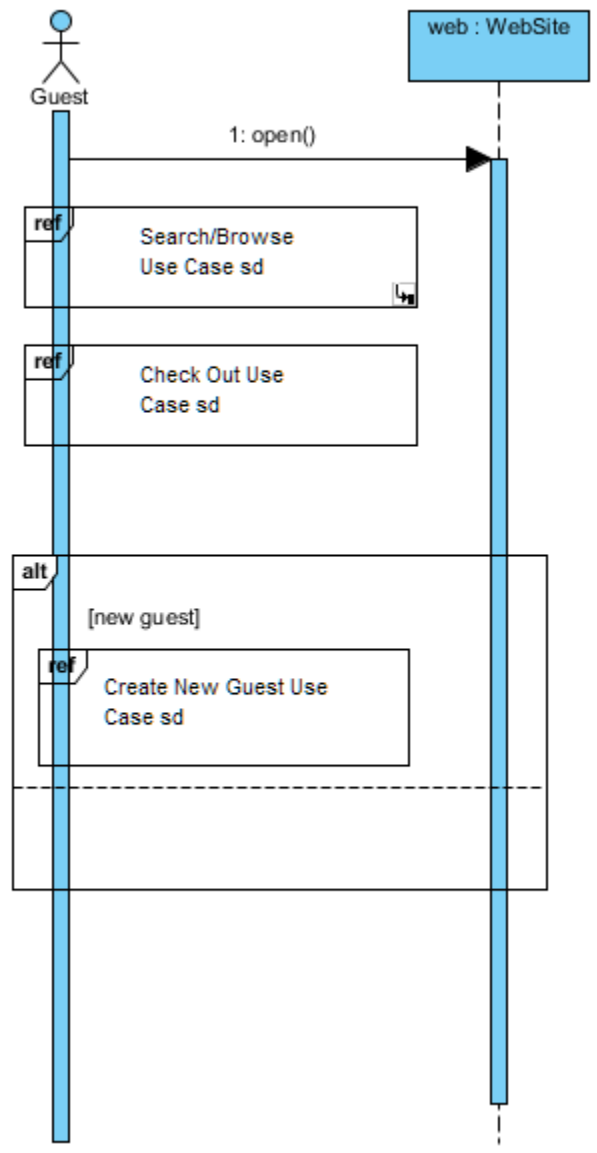 web : WebSite
Guest
1: open()
ref
Search/Browse
Use Case sd
ref
Check Out Use
Case sd
alt
[new guest]
ref
Create New Guest Use
Case sd